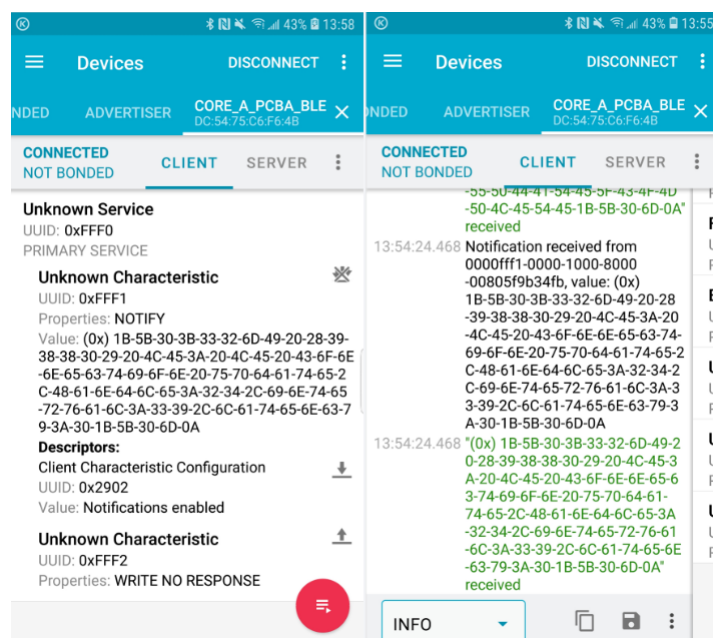 43% 13:58
Devices DISCONNECT
NDED ADVERTISER CORE_A_PCBA_BLE
DC:54:75:C6:F6:4B
CONNECTED
NOT BONDED
CLIENT SERVER
Unknown Service
UUID: 0xFFF0
PRIMARY SERVICE
Unknown Characteristic
UUID: 0xFFF1
Properties: NOTIFY
Value: (0x) 1B-5B-30-3B-33-32-6D-49-20-28-39-
38-38-30-29-20-4C-45-3A-20-4C-45-20-43-6F-6E
-6E-65-63-74-69-6F-6E-20-75-70-64-61-74-65-2
C-48-61-6E-64-6C-65-3A-32-34-2C-69-6E-74-65
-72-76-61-6C-3A-33-39-2C-6C-61-74-65-6E-63-7
9-3A-30-1B-5B-30-6D-0A
Descriptors:
Client Characteristic Configuration
UUID: 0x2902
Value: Notifications enabled
Unknown Characteristic
UUID: 0xFFF2
Properties: WRITE NO RESPONSE
43% 13:55
Devices DISCONNECT
NDED ADVERTISER CORE_A_PCBA_BLE
DC:54:75:C6:F6:4B
CONNECTED
NOT BONDED
CLIENT SERVER
-55-50-44-41-54-45-5F-43-4F-4D
-50-4C-45-54-45-1B-5B-30-6D-0A"
received
13:54:24.468 Notification received from
0000fff1-0000-1000-8000
-00805f9b34fb, value: (0x)
1B-5B-30-3B-33-32-6D-49-20-28
-39-38-38-30-29-20-4C-45-3A-20
-4C-45-20-43-6F-6E-6E-65-63-74-
69-6F-6E-20-75-70-64-61-74-65-2
C-48-61-6E-64-6C-65-3A-32-34-2
C-69-6E-74-65-72-76-61-6C-3A-3
3-39-2C-6C-61-74-65-6E-63-79-3
A-30-1B-5B-30-6D-0A
13:54:24.468 "(0x) 1B-5B-30-3B-33-32-6D-49-2
0-28-39-38-38-30-29-20-4C-45-3
A-20-4C-45-20-43-6F-6E-6E-65-6
3-74-69-6F-6E-20-75-70-64-61-
74-65-2C-48-61-6E-64-6C-65-3A
-32-34-2C-69-6E-74-65-72-76-61
-6C-3A-33-39-2C-6C-61-74-65-6E
-63-79-3A-30-1B-5B-30-6D-0A"
received
INFO